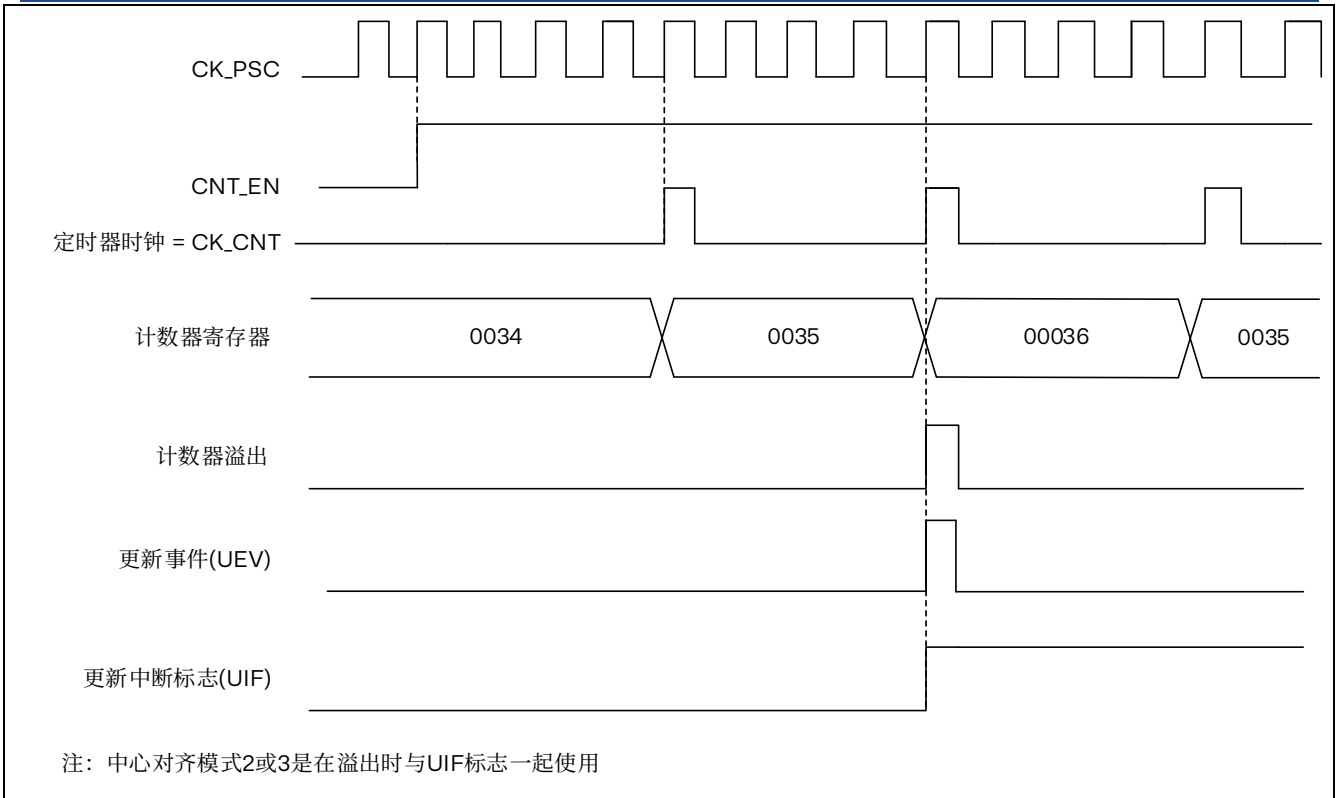 CK_PSC
CNT_EN
定时器时钟 = CK_CNT
计数器寄存器
0034
0035
00036
0035
计数器溢出
更新事件(UEV)
更新中断标志(UIF)
注：中心对齐模式2或3是在溢出时与UIF标志一起使用